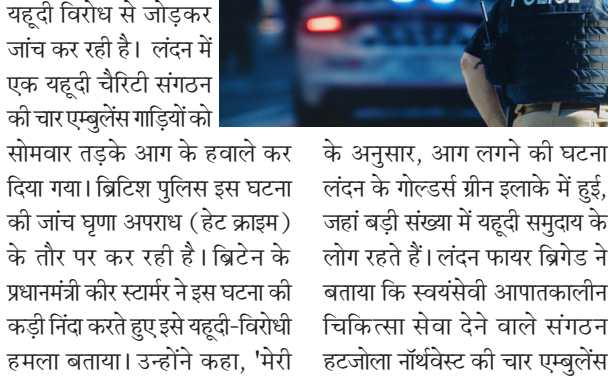 POLICE
यहूदी विरोध से जोड़कर
जांच कर रही है। लंदन में
एक यहूदी चैरिटी संगठन
की चार एम्बुलेंस गाड़ियों को
सोमवार तड़के आग के हवाले कर
दिया गया। ब्रिटिश पुलिस इस घटना
की जांच घृणा अपराध (हेट क्राइम)
के तौर पर कर रही है। ब्रिटेन के
प्रधानमंत्री कीर स्टार्मर ने इस घटना की
कड़ी निंदा करते हुए इसे यहूदी-विरोधी
हमला बताया। उन्होंने कहा, 'मेरी
के अनुसार, आग लगने की घटना
लंदन के गोल्डर्स ग्रीन इलाके में हुई,
जहां बड़ी संख्या में यहूदी समुदाय के
लोग रहते हैं। लंदन फायर ब्रिगेड ने
बताया कि स्वयंसेवी आपातकालीन
चिकित्सा सेवा देने वाले संगठन
हटजोला नॉर्थवेस्ट की चार एम्बुलेंस